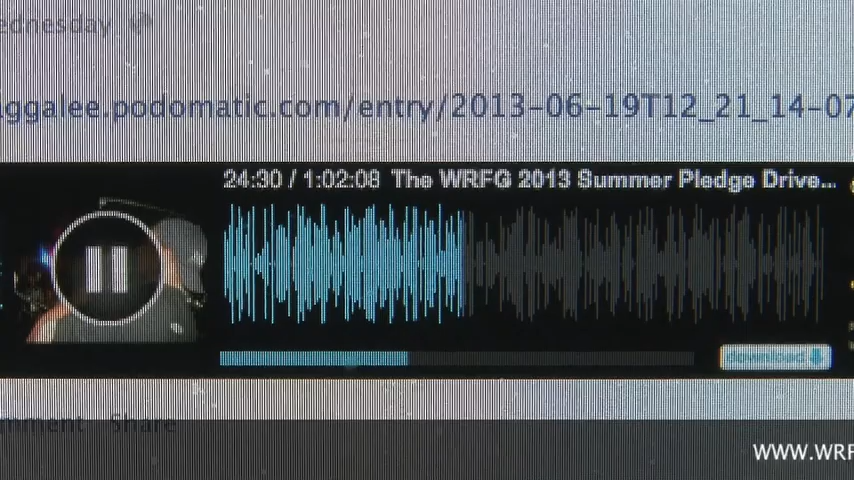 ednesday
ggalee.podomatic.com/entry/2013-06-19T12_21_14-07
24:30 / 1:02:08 The WRFG 2013 Summer Pledge Drive...
download
mment Share
WWW.WRF